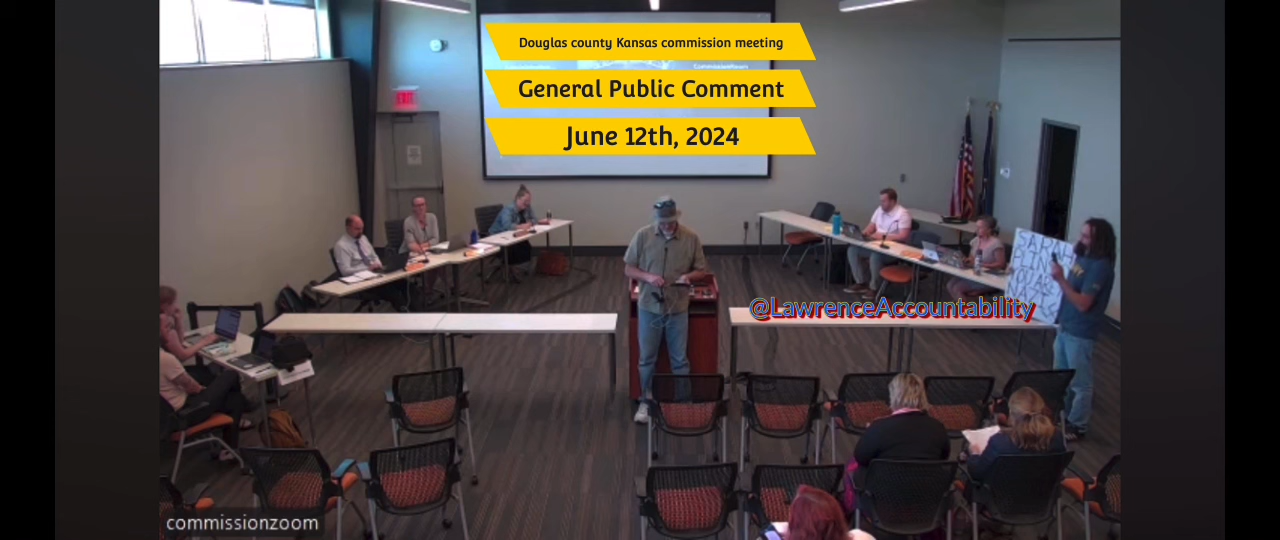 Douglas county Kansas commission meeting
General Public Comment
June 12th, 2024
@LawrenceAccountability
commissionzoom